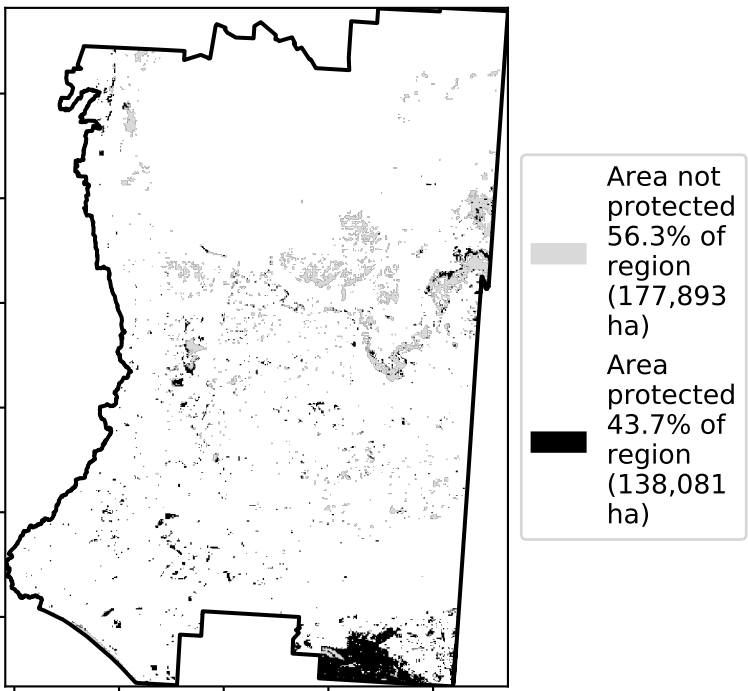 Area not
protected
56.3% of
region
(177,893
ha)
Area
protected
43.7% of
region
(138,081
ha)